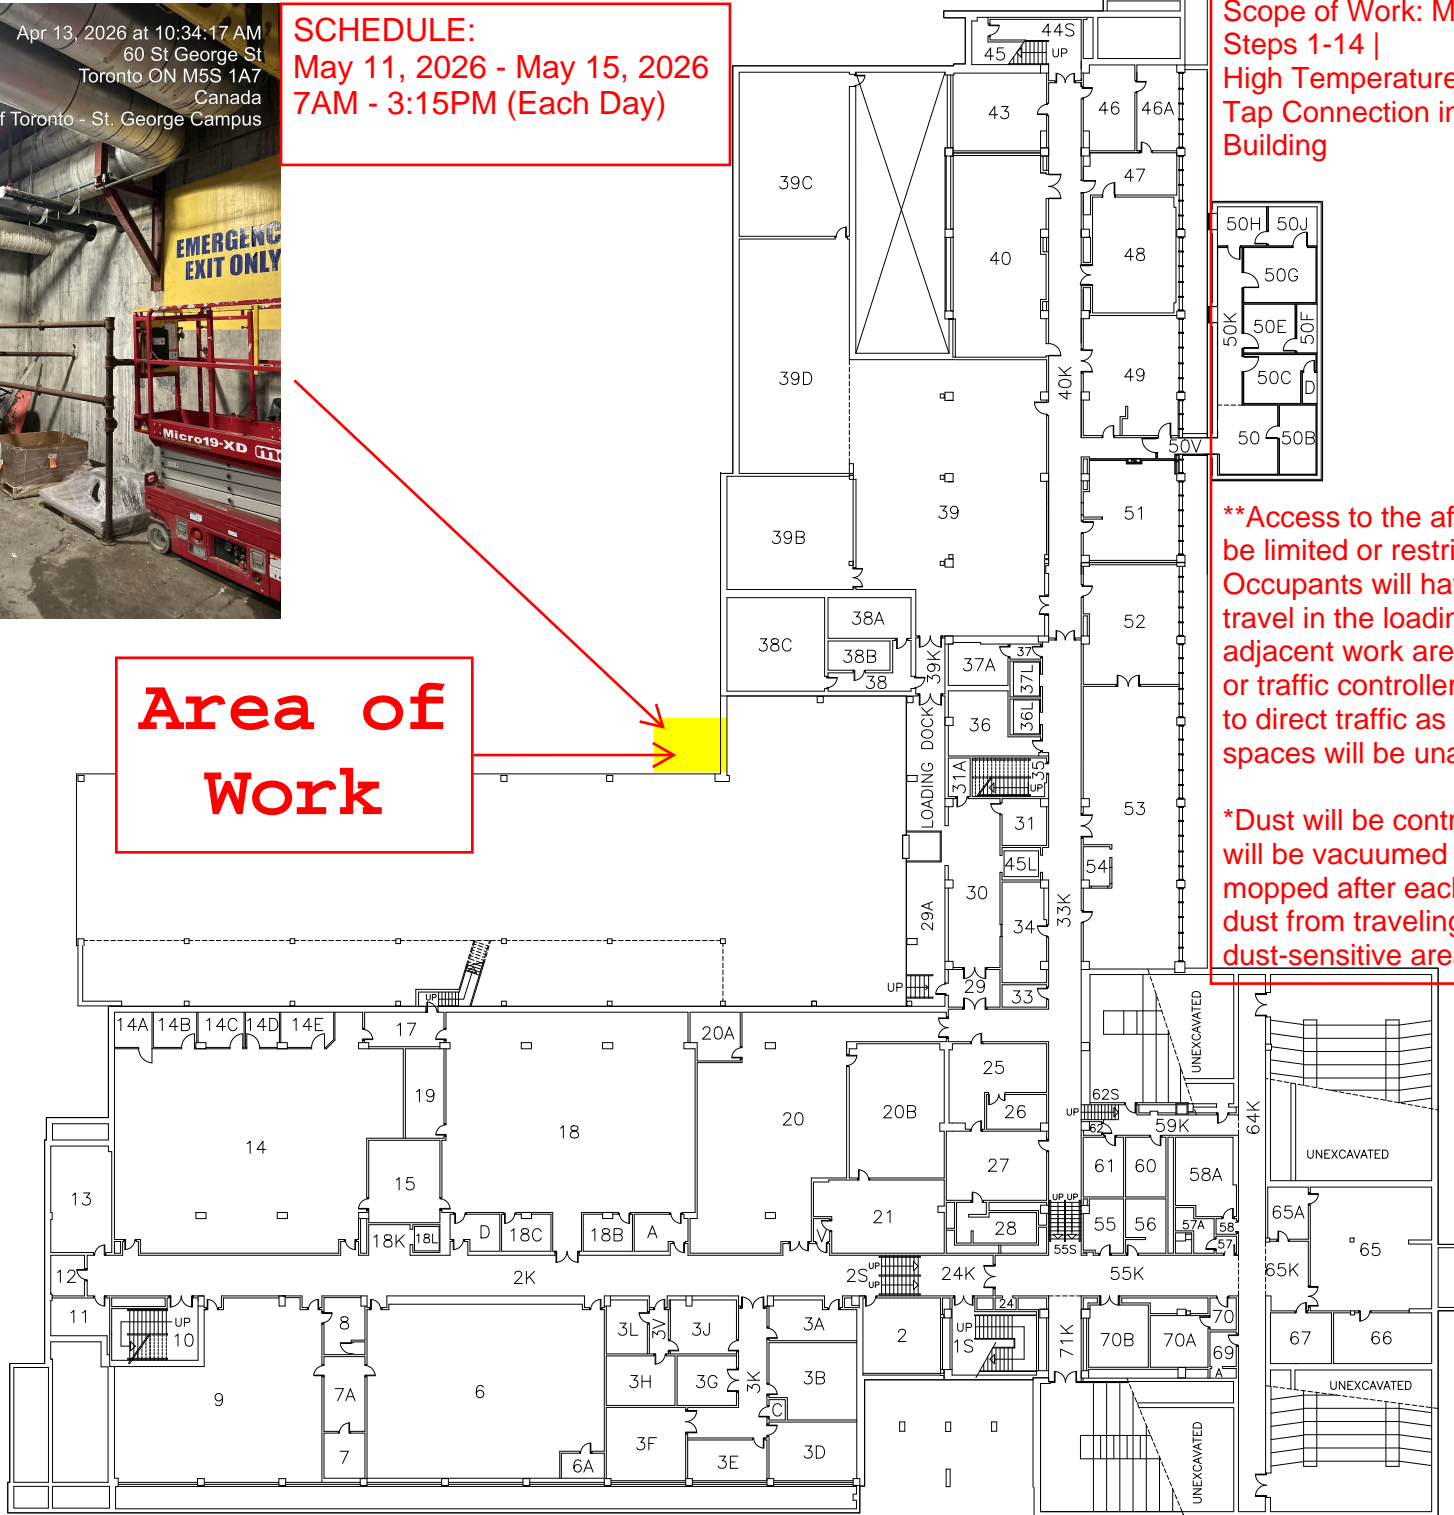 Apr 13, 2026 at 10:34:17 AM
60 St George St
Toronto ON M5S 1A7
Canada
f Toronto - St. George Campus
EMERGENC
EXIT ONLY
Micro19-XD
SCHEDULE:
May 11, 2026 - May 15, 2026
7AM - 3:15PM (Each Day)
Scope of Work: M
Steps 1-14 |
High Temperature
Tap Connection in
Building
**Access to the af
be limited or restri
Occupants will hav
travel in the loadin
adjacent work are
or traffic controller
to direct traffic as
spaces will be una
*Dust will be contr
will be vacuumed
mopped after each
dust from traveling
dust-sensitive area
Area of
Work
44S
45
UP
43
46
46A
39C
47
40
48
50H
50J
50G
50K
50E
50F
39D
40K
49
50C
D
50
50B
50V
39B
39
51
38A
38C
38B
38
39K
37A
37
37L
52
36
36L
LOADING DOCK
31A
35
UP
31
53
45L
54
30
29A
34
33K
UP
29
33
UP
14A
14B
14C
14D
14E
17
20A
25
UNEXCAVATED
19
20B
26
62S
UP
62
59K
64K
14
18
20
UNEXCAVATED
27
61
60
58A
13
15
21
28
UP
UP
55
56
57A
58
57
65A
65
18K
18L
D
18C
18B
A
V
55S
12
2K
2S
UP
UP
24K
55K
65K
11
UP
10
8
3L
3V
3J
3A
2
24
UP
1S
71K
70B
70A
70
69
A
67
66
9
7A
6
3H
3G
3K
3B
C
UNEXCAVATED
7
6A
3F
3E
3D
UNEXCAVATED